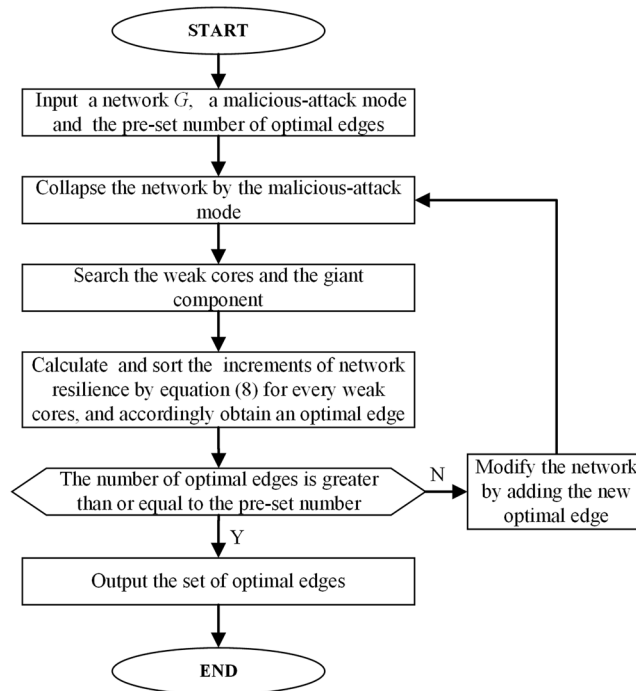 START
Input a network G, a malicious-attack mode
and the pre-set number of optimal edges
Collapse the network by the malicious-attack
mode
Search the weak cores and the giant
component
Calculate and sort the increments of network
resilience by equation (8) for every weak
cores, and accordingly obtain an optimal edge
The number of optimal edges is greater
than or equal to the pre-set number
N
Modify the network
by adding the new
optimal edge
Y
Output the set of optimal edges
END